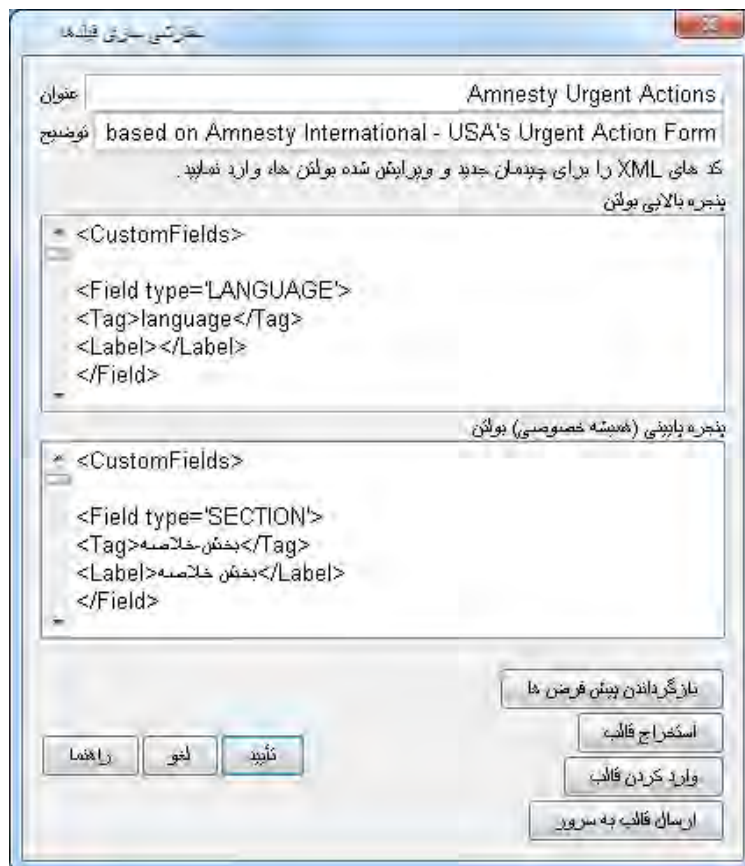 سفارشی سازی فیلدها
عنوان Amnesty Urgent Actions
توضیح based on Amnesty International - USA's Urgent Action Form
کد های XML را برای چیدمان جدید و ویرایش شده بولتن ها، وارد نمایید.
پنجره بالایی بولتن
<CustomFields>
<Field type='LANGUAGE'>
<Tag>language</Tag>
<Label></Label>
</Field>
پنجره پایینی (همیشه خصوصی) بولتن
<CustomFields>
<Field type='SECTION'>
<Tag>بخش-خلاصه</Tag>
<Label>بخش خلاصه</Label>
</Field>
بازگرداندن پیش فرض ها
استخراج قالب
تأیید لغو راهنما
وارد کردن قالب
ارسال قالب به سرور